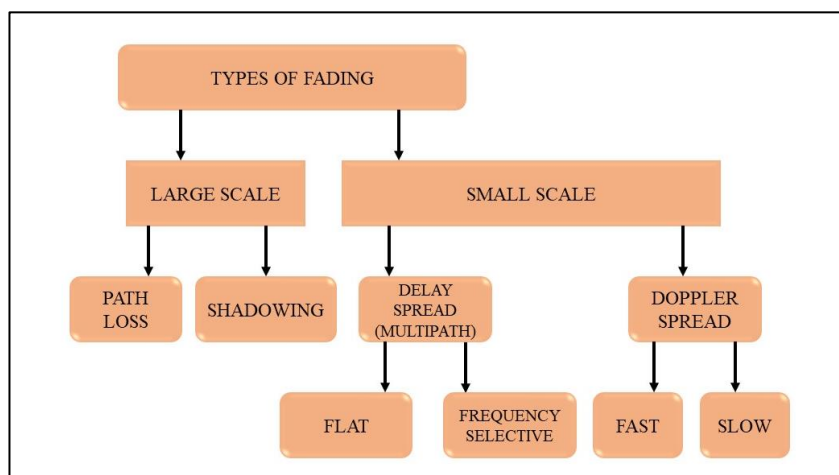 TYPES OF FADING
LARGE SCALE
SMALL SCALE
PATH
LOSS
SHADOWING
DELAY
SPREAD
(MULTIPATH)
DOPPLER
SPREAD
FLAT
FREQUENCY
SELECTIVE
FAST
SLOW